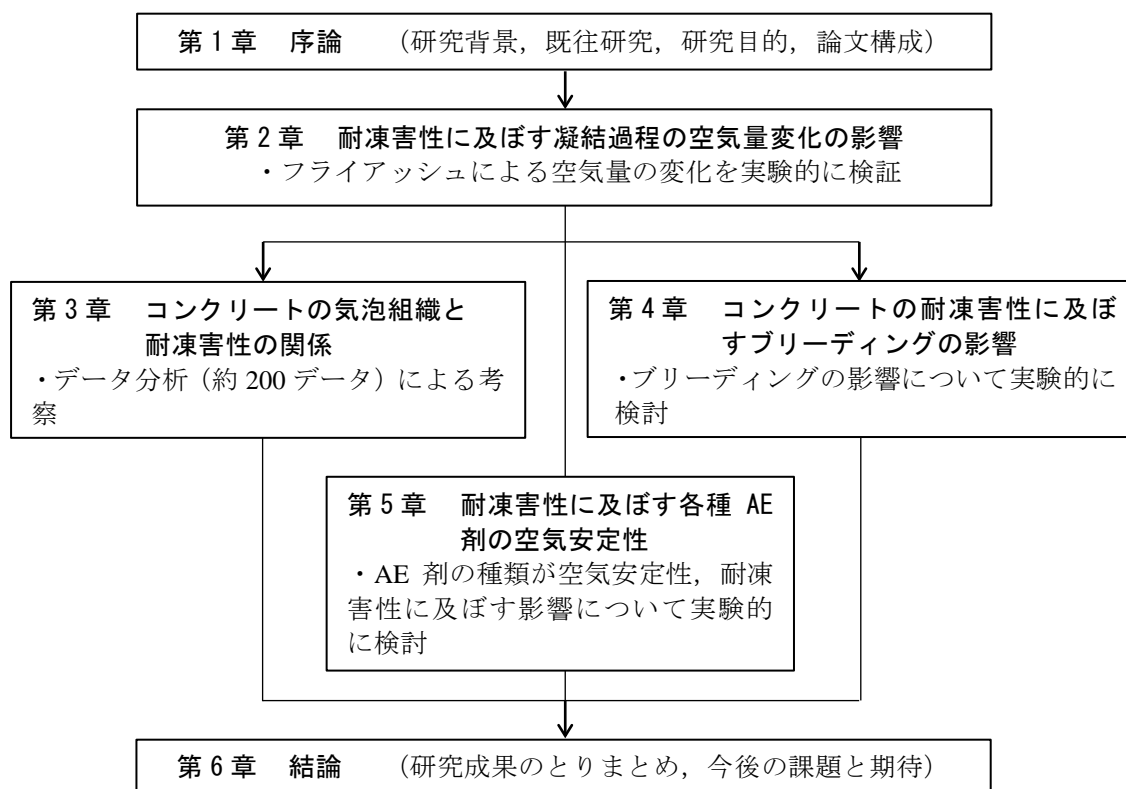 第1章 序論 （研究背景，既往研究，研究目的，論文構成）
第2章 耐凍害性に及ぼす凝結過程の空気量変化の影響
・フライアッシュによる空気量の変化を実験的に検証
第3章 コンクリートの気泡組織と
耐凍害性の関係
・データ分析（約 200 データ）による考
察
第4章 コンクリートの耐凍害性に及ぼ
すブリーディングの影響
・ブリーディングの影響について実験的に
検討
第5章 耐凍害性に及ぼす各種 AE
剤の空気安定性
・AE 剤の種類が空気安定性，耐凍
害性に及ぼす影響について実験的
に検討
第6章 結論 （研究成果のとりまとめ，今後の課題と期待）